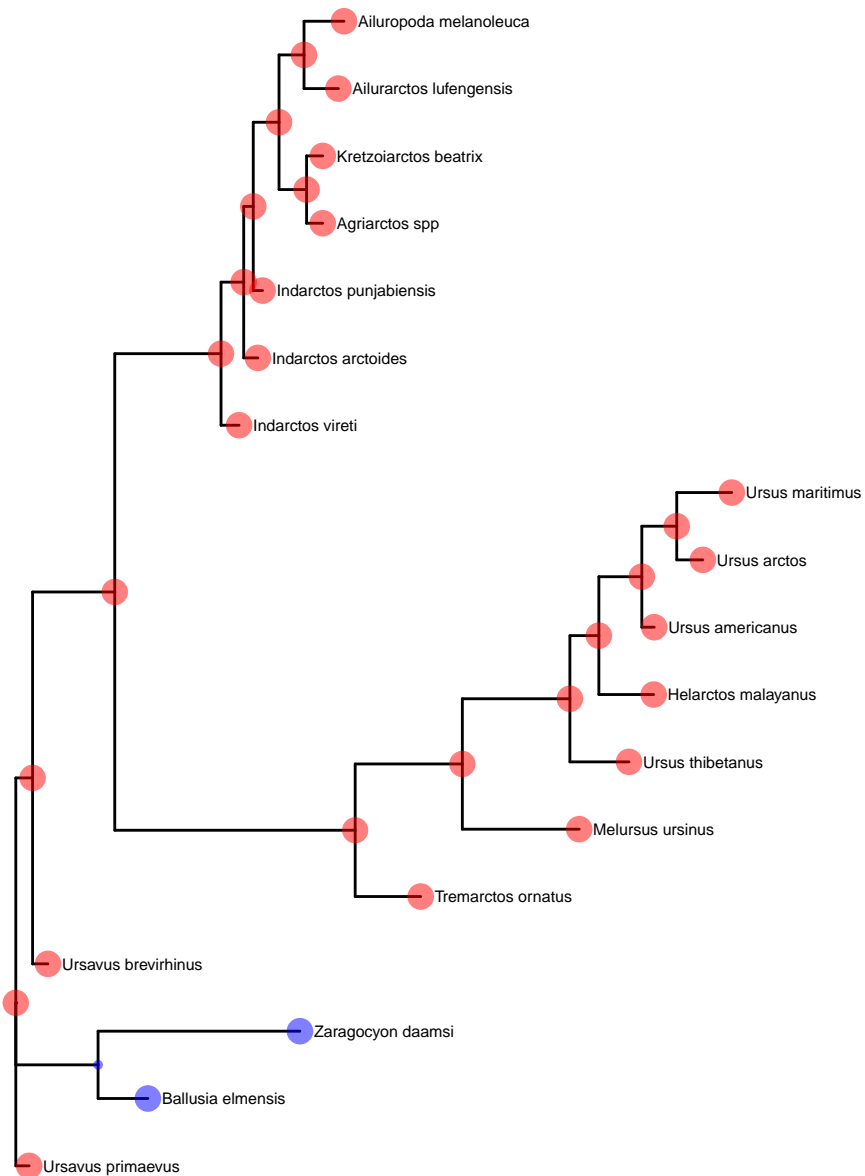 Ailuropoda melanoleuca
Ailurarctos lufengensis
Kretzoiarctos beatrix
Agriarctos spp
Indarctos punjabiensis
Indarctos arctoides
Indarctos vireti
Ursus maritimus
Ursus arctos
Ursus americanus
Helarctos malayanus
Ursus thibetanus
Melursus ursinus
Tremarctos ornatus
Ursavus brevirhinus
Zaragocyon daamsi
Ballusia elmensis
Ursavus primaevus